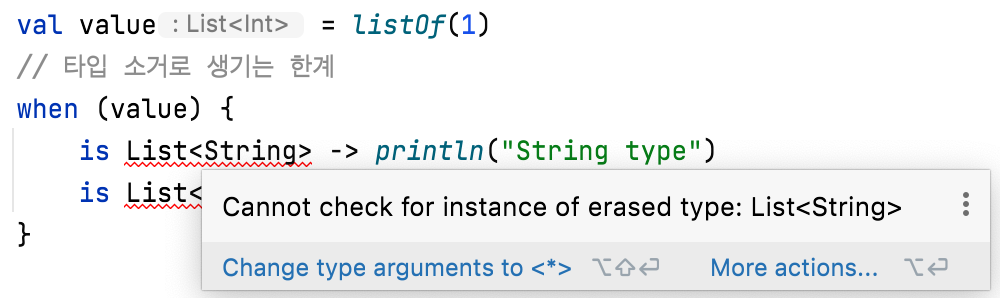 val value : List<Int> = listOf(1)
// 타입 소거로 생기는 한계
when (value) {
is List<String> -> println("String type")
is List<
}
Cannot check for instance of erased type: List<String>
Change type arguments to <*> ⌥⇧⏎ More actions... ⌥⏎